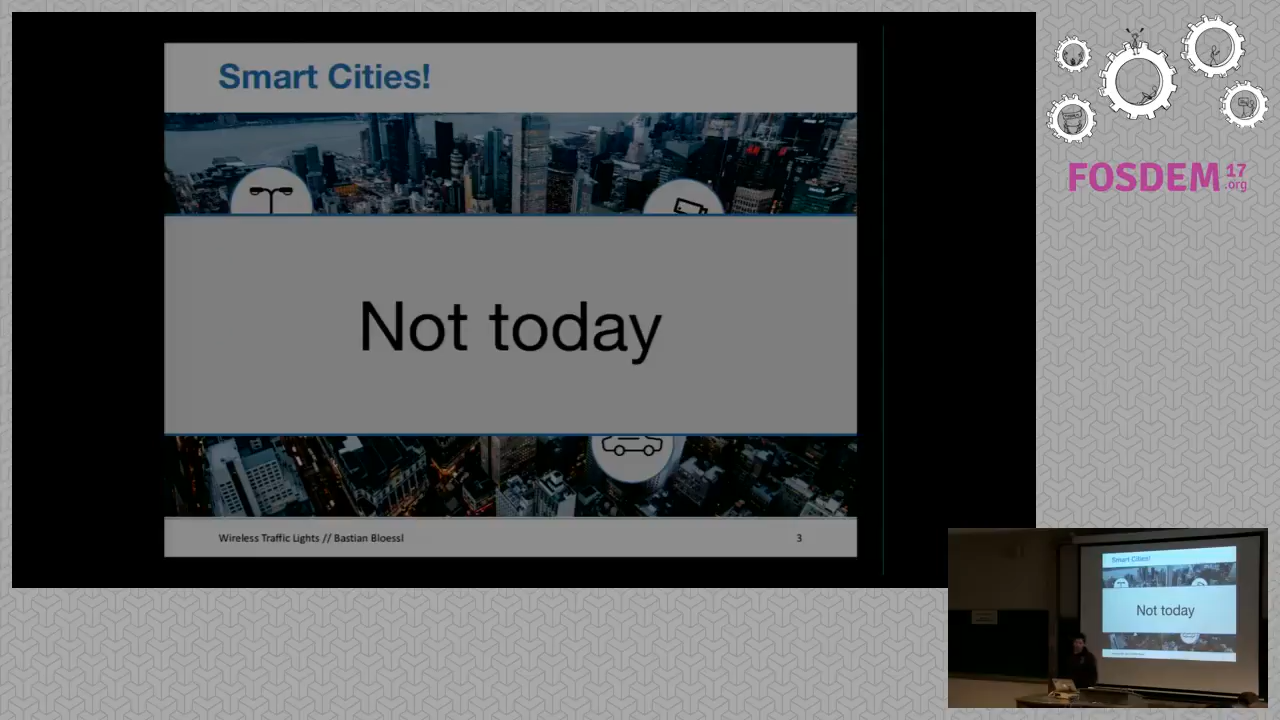 Smart Cities!
Not today
Wireless Traffic Lights // Bastian Bloessl
3
FOSDEM 17
.org
Smart Cities!
Not today